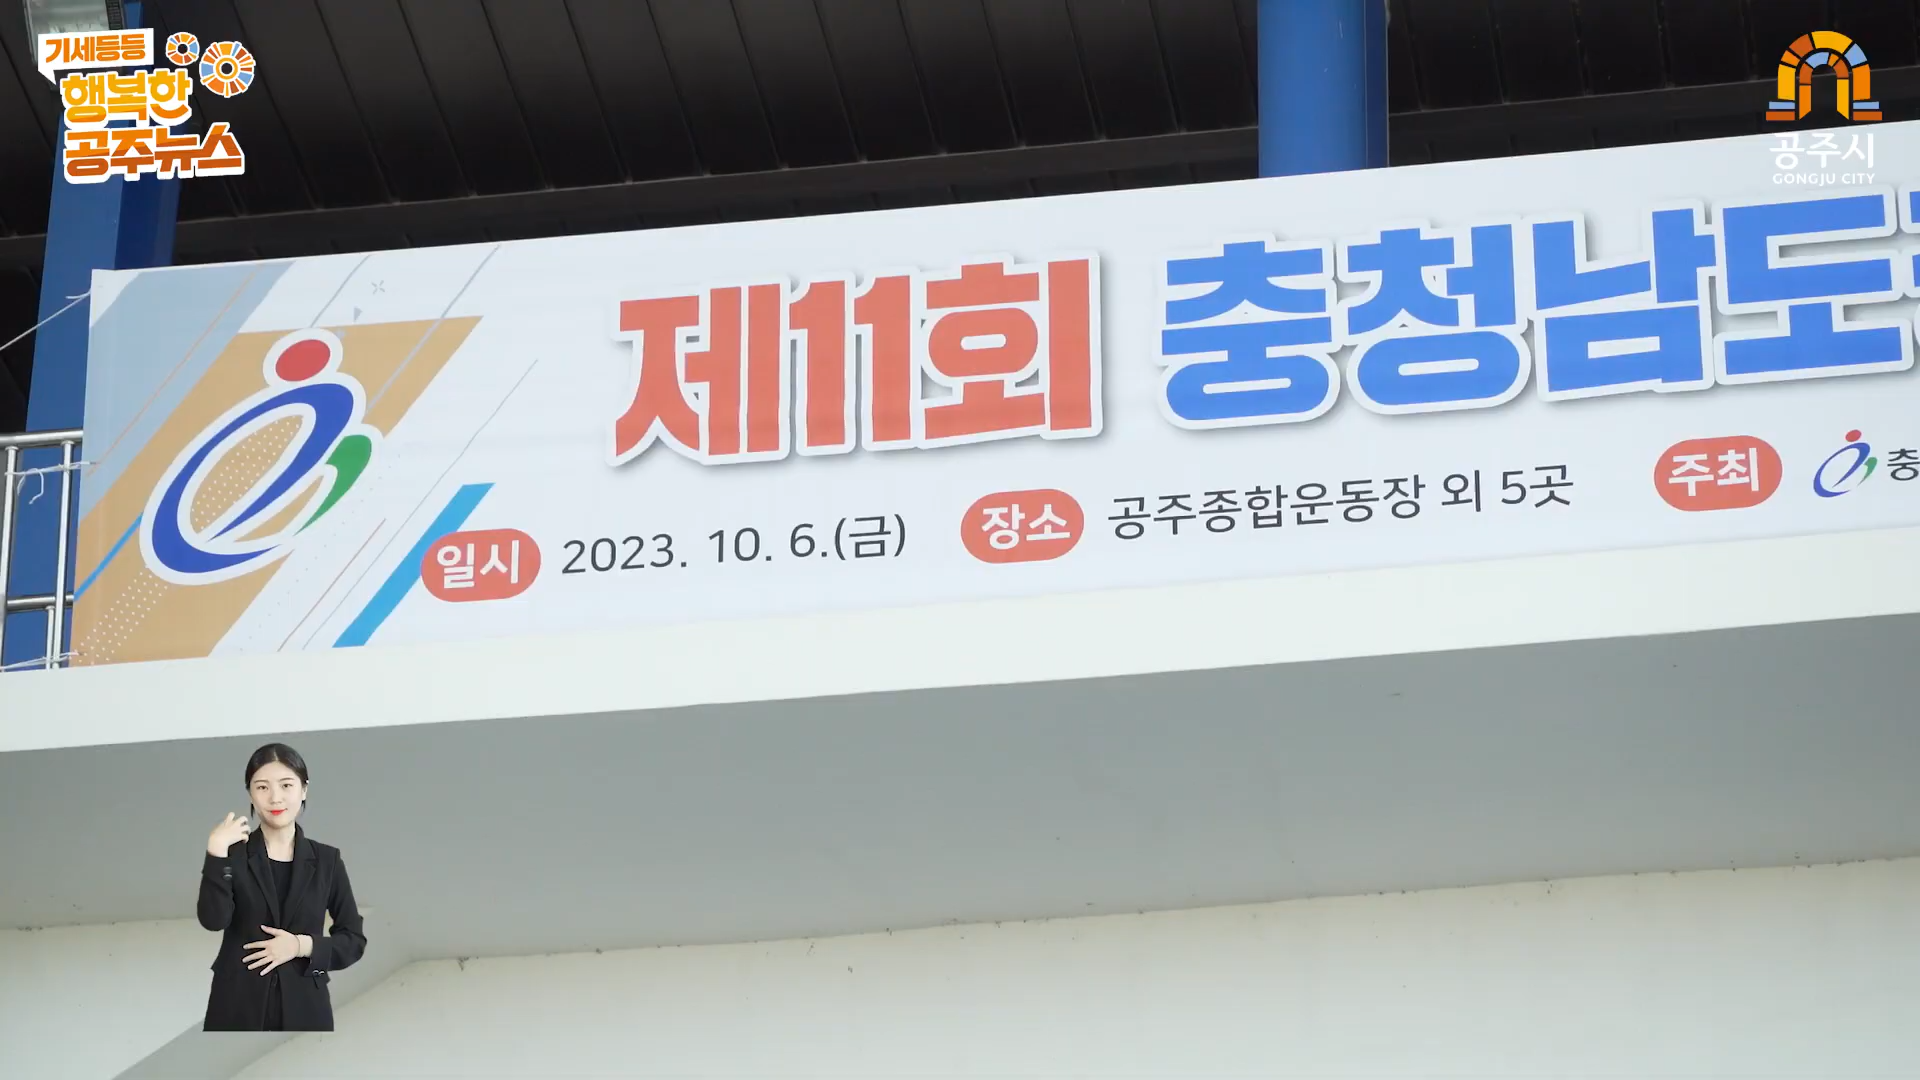 기세등등
행복한
공주뉴스
공주시
GONGJU CITY
제11회 충청남도
일시 2023. 10. 6.(금) 장소 공주종합운동장 외 5곳 주최 충